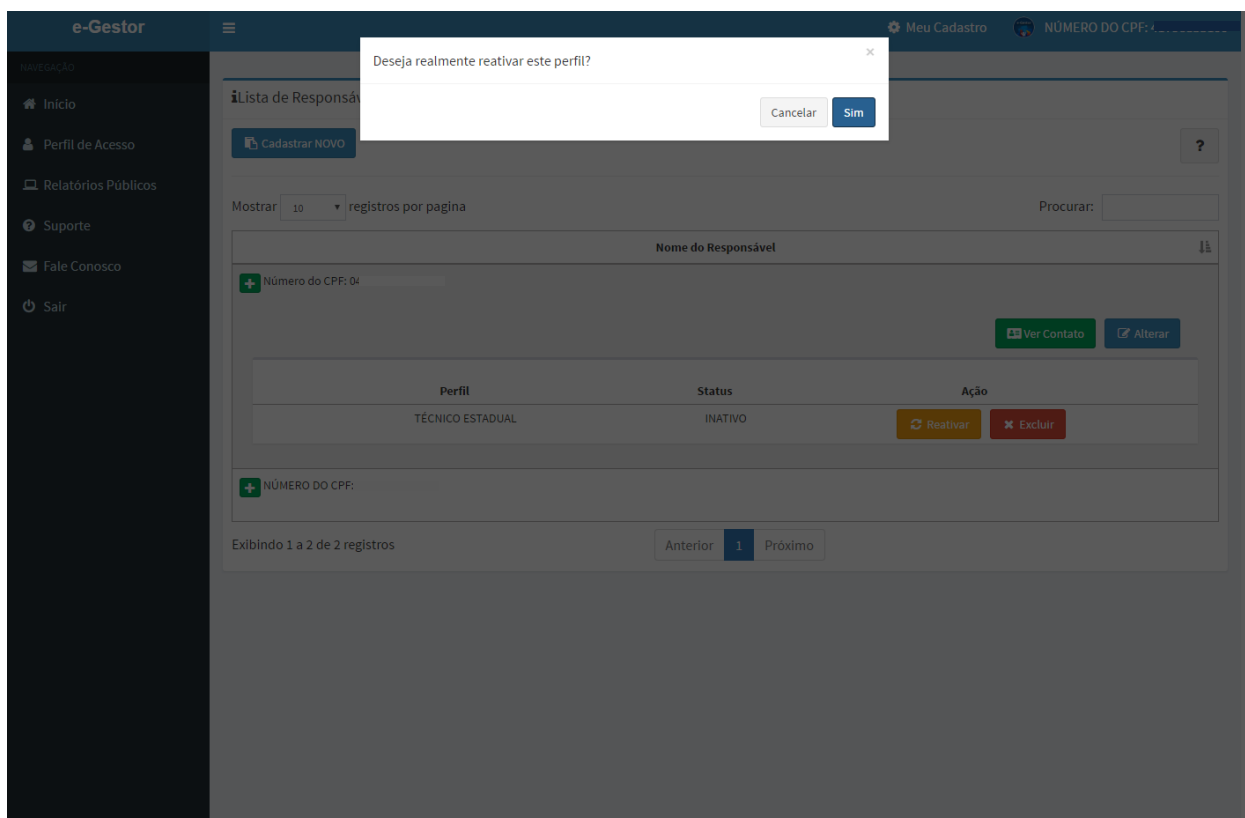 e-Gestor
Meu Cadastro NÚMERO DO CPF:
Deseja realmente reativar este perfil? ×
Cancelar Sim
NAVEGAÇÃO
Início
Perfil de Acesso
Relatórios Públicos
Suporte
Fale Conosco
Sair
Lista de Responsáv
Cadastrar NOVO ?
Mostrar 10 registros por pagina Procurar:
Nome do Responsável
Número do CPF: 04
Ver Contato Alterar
Perfil Status Ação
TÉCNICO ESTADUAL INATIVO Reativar Excluir
NÚMERO DO CPF:
Exibindo 1 a 2 de 2 registros Anterior 1 Próximo